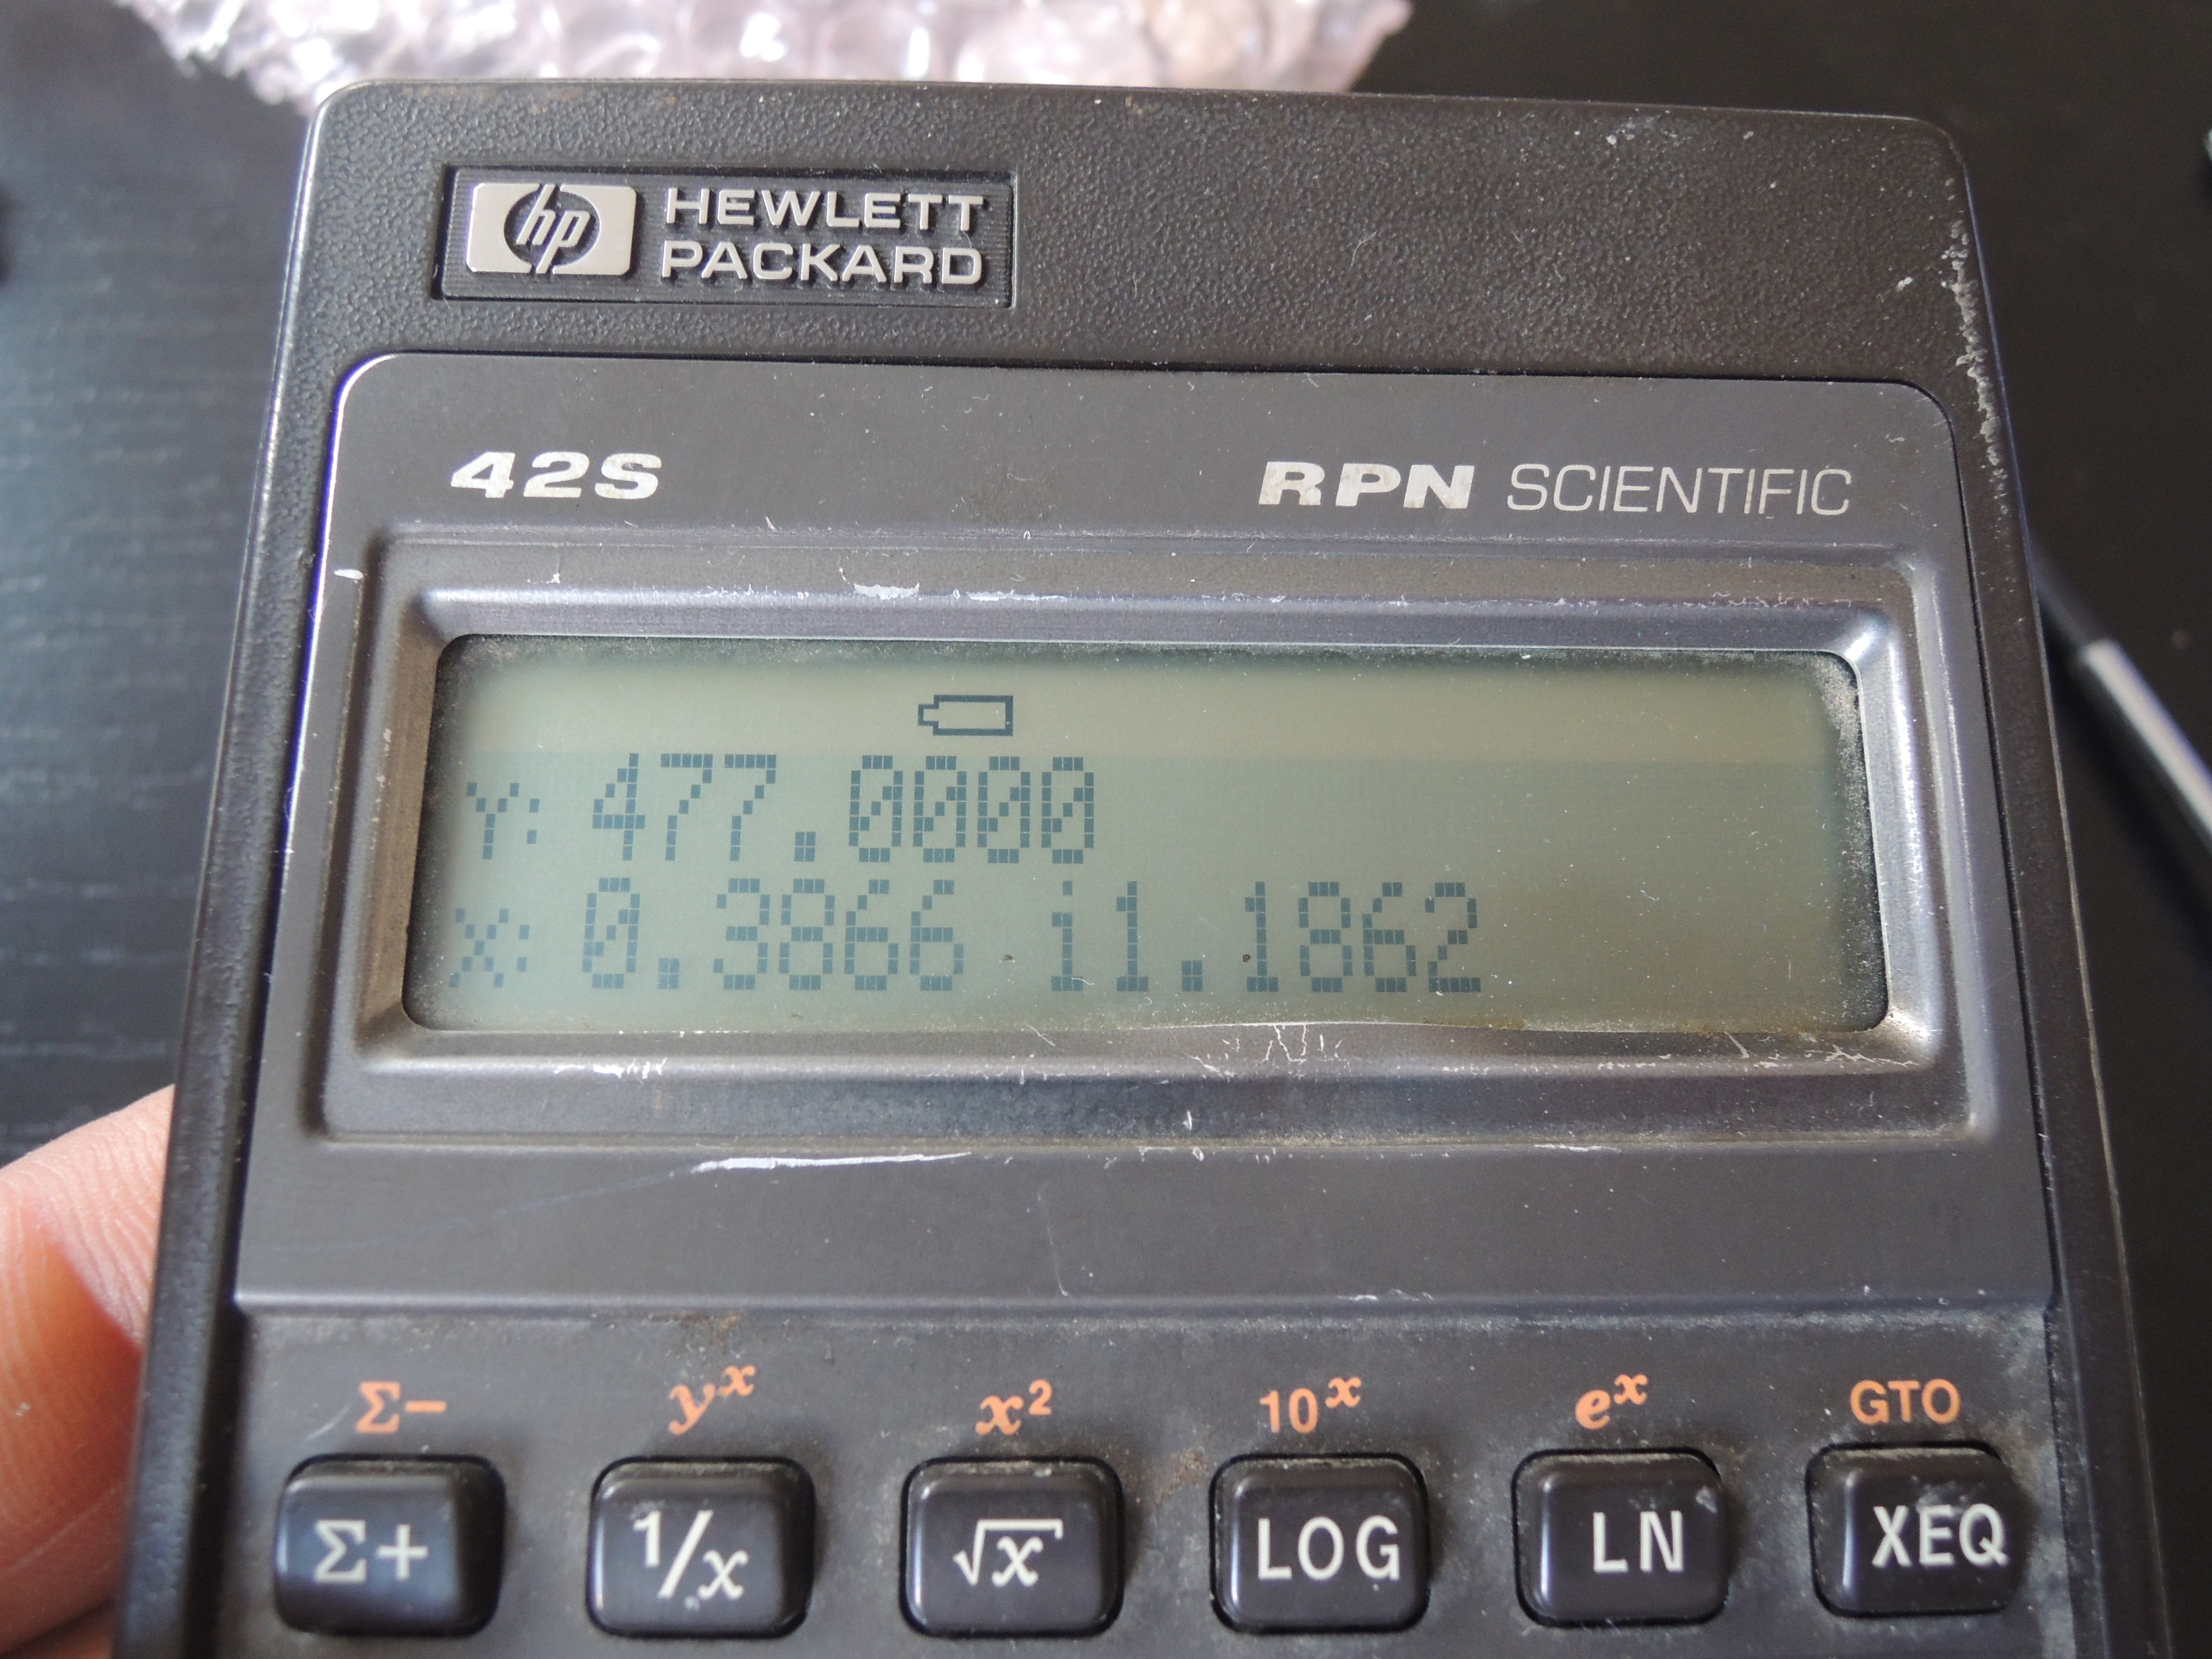 hp HEWLETT
PACKARD
42S RPN SCIENTIFIC
Y: 477.0000
X: 0.3866 i1.1862
Σ- yˣ x² 10ˣ eˣ GTO
Σ+ 1/x √x LOG LN XEQ